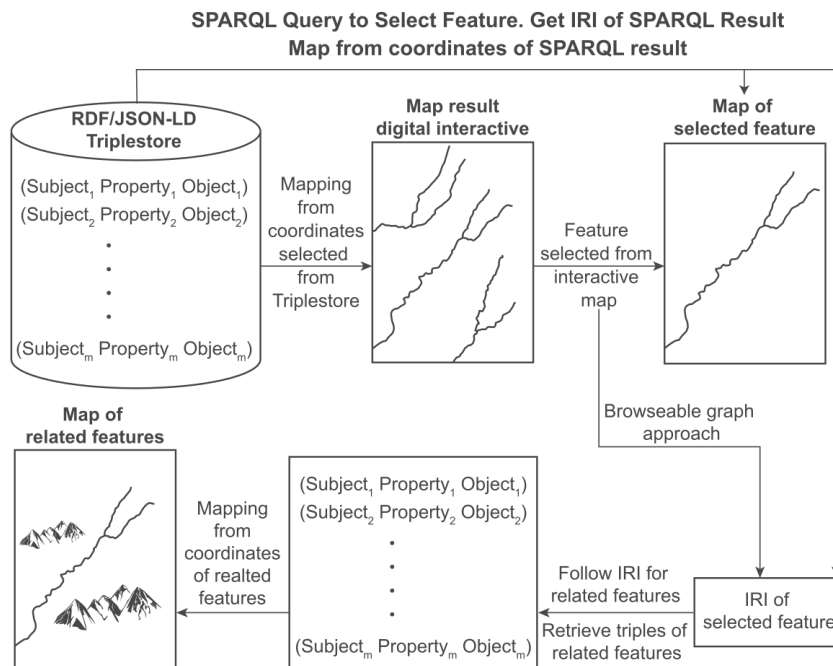 SPARQL Query to Select Feature. Get IRI of SPARQL Result
Map from coordinates of SPARQL result
RDF/JSON-LD
Triplestore
(Subject₁ Property₁ Object₁)
(Subject₂ Property₂ Object₂)
(Subjectₘ Propertyₘ Objectₘ)
Mapping
from
coordinates
selected
from
Triplestore
Map result
digital interactive
Feature
selected from
interactive
map
Map of
selected feature
Browseable graph
approach
IRI of
selected feature
Follow IRI for
related features
Retrieve triples of
related features
(Subject₁ Property₁ Object₁)
(Subject₂ Property₂ Object₂)
(Subjectₘ Propertyₘ Objectₘ)
Mapping
from
coordinates
of realted
features
Map of
related features